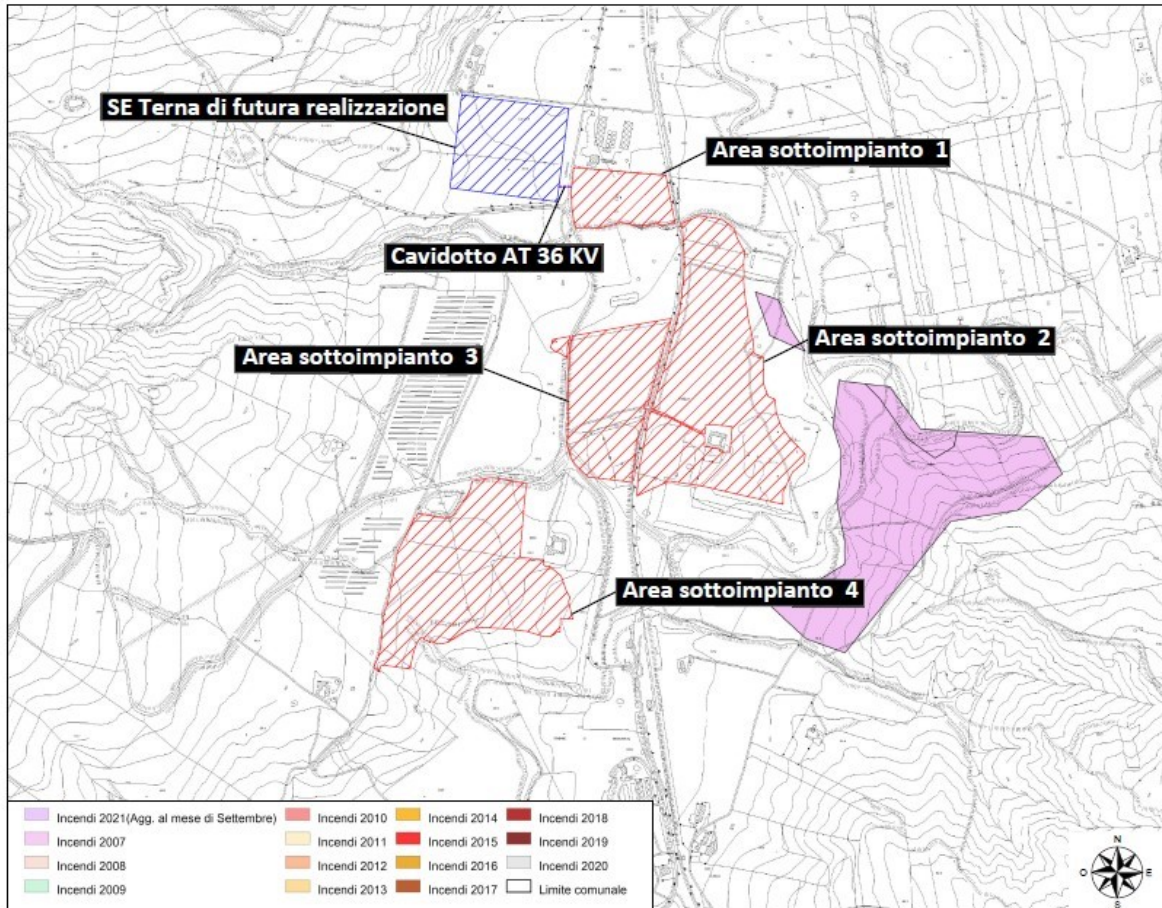 SE Terna di futura realizzazione
Area sottoimpianto 1
Cavidotto AT 36 KV
Area sottoimpianto 3
Area sottoimpianto 2
Area sottoimpianto 4
Incendi 2021(Agg. al mese di Settembre)
Incendi 2007
Incendi 2008
Incendi 2009
Incendi 2010
Incendi 2011
Incendi 2012
Incendi 2013
Incendi 2014
Incendi 2015
Incendi 2016
Incendi 2017
Incendi 2018
Incendi 2019
Incendi 2020
Limite comunale
N
O
E
S